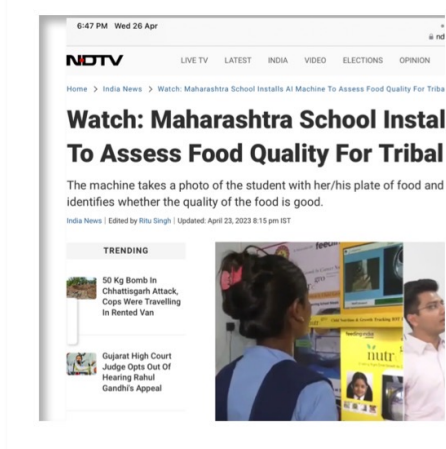 6:47 PM Wed 26 Apr
nd
NDTV
LIVE TV LATEST INDIA VIDEO ELECTIONS OPINION
Home > India News > Watch: Maharashtra School Installs AI Machine To Assess Food Quality For Triba
Watch: Maharashtra School Instal
To Assess Food Quality For Tribal
The machine takes a photo of the student with her/his plate of food and
identifies whether the quality of the food is good.
India News | Edited by Ritu Singh | Updated: April 23, 2023 8:15 pm IST
TRENDING
50 Kg Bomb In
Chhattisgarh Attack,
Cops Were Travelling
In Rented Van
Gujarat High Court
Judge Opts Out Of
Hearing Rahul
Gandhi's Appeal
feeding india
nutr